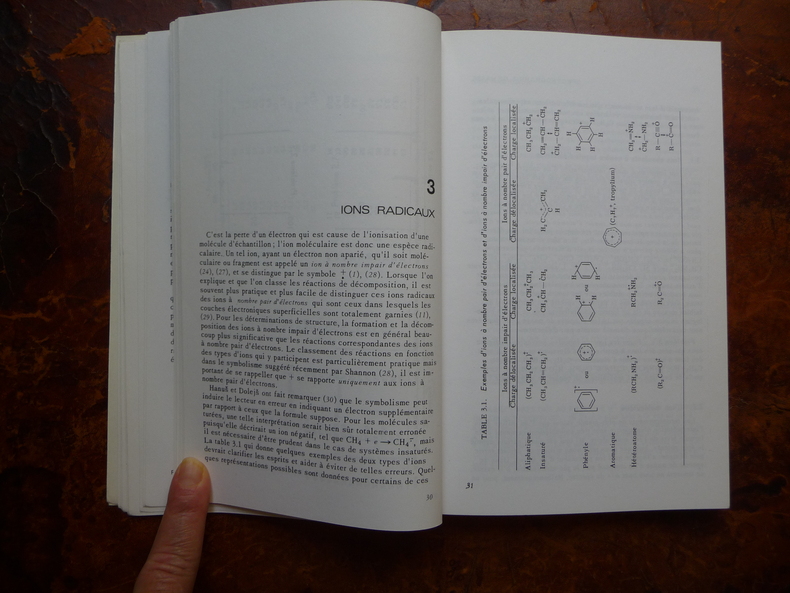 3
IONS RADICAUX
C'est la perte d'un électron qui est cause de l'ionisation d'une
molécule d'échantillon; l'ion moléculaire est donc une espèce radi-
calaire. Un tel ion, ayant un électron non aparié, qu'il soit molé-
culaire ou fragment est appelé un ion à nombre impair d'électrons
(24), (27), et se distingue par le symbole (1), (28). Lorsque l'on
explique et que l'on classe les réactions de décomposition, il est
souvent plus pratique et plus facile de distinguer ces ions radicaux
des ions à nombre pair d'électrons qui sont ceux dans lesquels les
couches électroniques superficielles sont totalement garnies (11),
(29). Pour les déterminations de structure, la formation et la décom-
position des ions à nombre impair d'électrons est en général beau-
coup plus significative que les réactions correspondantes des ions
à nombre pair d'électrons. Le classement des réactions en fonction
des types d'ions qui y participent est particulièrement pratique mais
dans le symbolisme suggéré récemment par Shannon (28), il est im-
portant de se rappeler que + se rapporte uniquement aux ions à
nombre pair d'électrons.
Hanuš et Dolejš ont fait remarquer (30) que le symbolisme peut
induire le lecteur en erreur en indiquant un électron supplémentaire
par rapport à ceux que la formule suppose. Pour les molécules sa-
turées, une telle interprétation serait bien sûr totalement erronée
puisqu'elle décrirait un ion négatif, tel que CH₄ + e → CH₄, mais
il est nécessaire d'être prudent dans le cas de systèmes insaturés.
La table 3.1 qui donne quelques exemples des deux types d'ions
devrait clarifier les esprits et aider à éviter de telles erreurs. Quel-
ques représentations possibles sont données pour certains de ces
30
TABLE 3.1. Exemples d'ions à nombre pair d'électrons et d'ions à nombre impair d'électrons
Ions à nombre impair d'électrons Ions à nombre pair d'électrons
Charge délocalisée Charge localisée Charge délocalisée Charge localisée
Aliphatique
Insaturé
Phényle ou ou
Aromatique (C₇H₇⁺, tropylium)
Hétéroatome
31